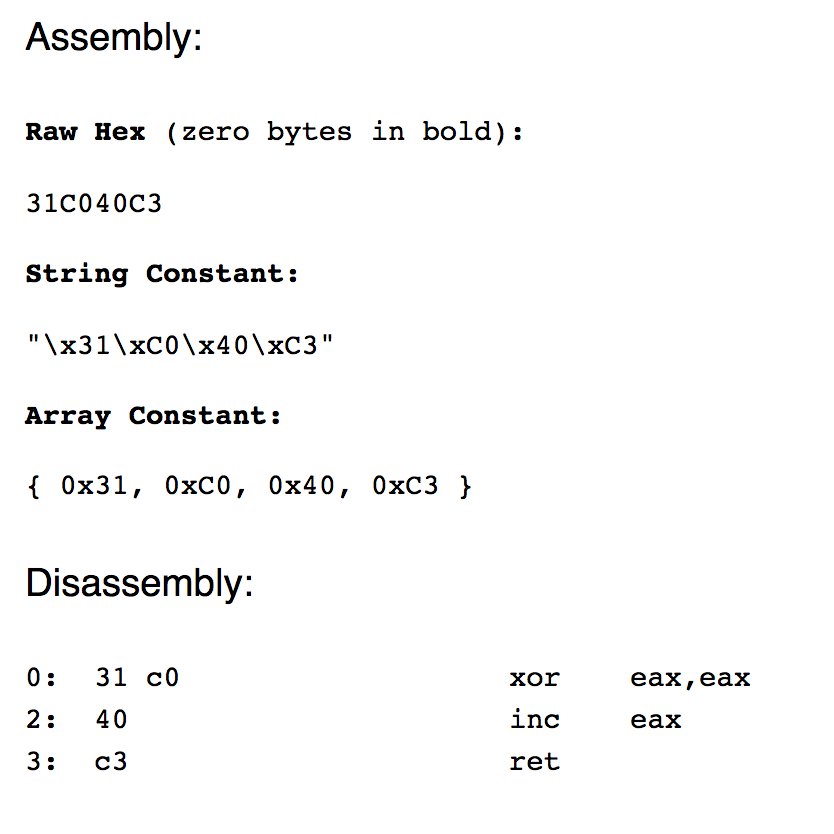 Assembly:
Raw Hex (zero bytes in bold):
31C040C3
String Constant:
"\x31\xC0\x40\xC3"
Array Constant:
{ 0x31, 0xC0, 0x40, 0xC3 }
Disassembly:
0:  31 c0                   xor    eax,eax
2:  40                      inc    eax
3:  c3                      ret